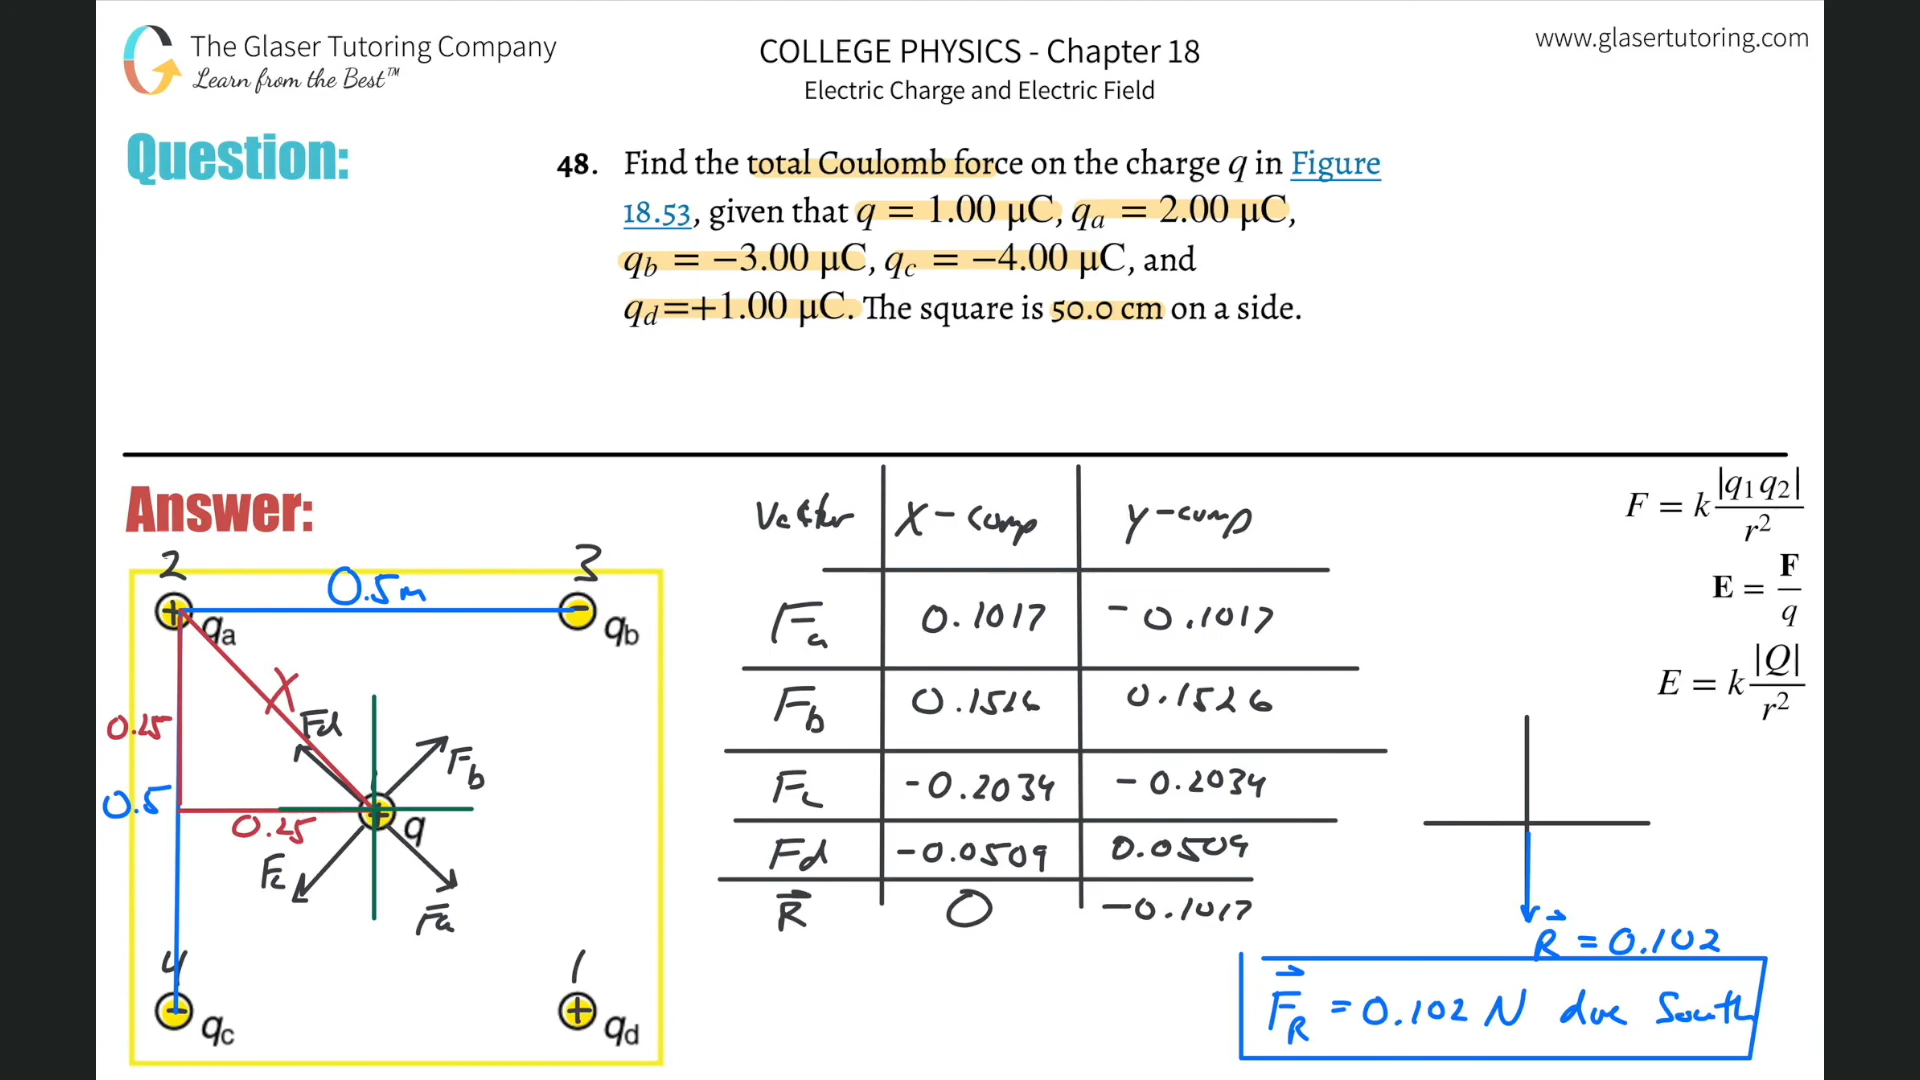 The Glaser Tutoring Company
Learn from the Best™
COLLEGE PHYSICS - Chapter 18
Electric Charge and Electric Field
www.glasertutoring.com
Question:
48. Find the total Coulomb force on the charge q in Figure
18.53, given that q = 1.00 μC, qa = 2.00 μC,
qb = −3.00 μC, qc = −4.00 μC, and
qd=+1.00 μC. The square is 50.0 cm on a side.
Answer:
2
3
0.5m
+
−
qa
qb
X
0.25
Fd
Fb
0.5
0.25
+
q
Fc
Fa
4
1
−
+
qc
qd
Vector X-comp y-comp
Fa 0.1017 -0.1017
Fb 0.1526 0.1526
Fc -0.2034 -0.2034
Fd -0.0509 0.0509
R 0 -0.1017
F = k |q1q2| / r²
E = F / q
E = k |Q| / r²
R = 0.102
FR = 0.102 N due South